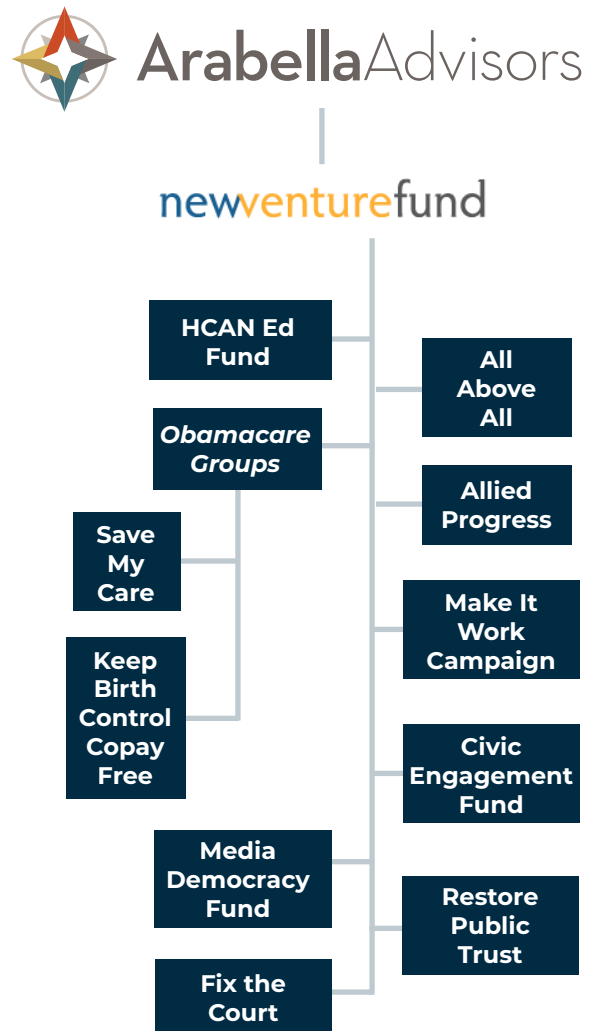 ArabellaAdvisors
newventurefund
HCAN Ed
Fund
All
Above
All
Obamacare
Groups
Allied
Progress
Save
My
Care
Make It
Work
Campaign
Keep
Birth
Control
Copay
Free
Civic
Engagement
Fund
Media
Democracy
Fund
Restore
Public
Trust
Fix the
Court